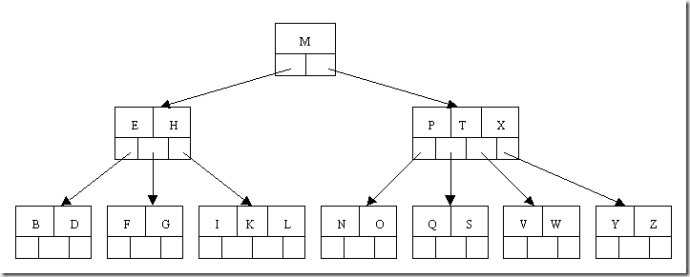 M
E H P T X
B D F G I K L N O Q S V W Y Z